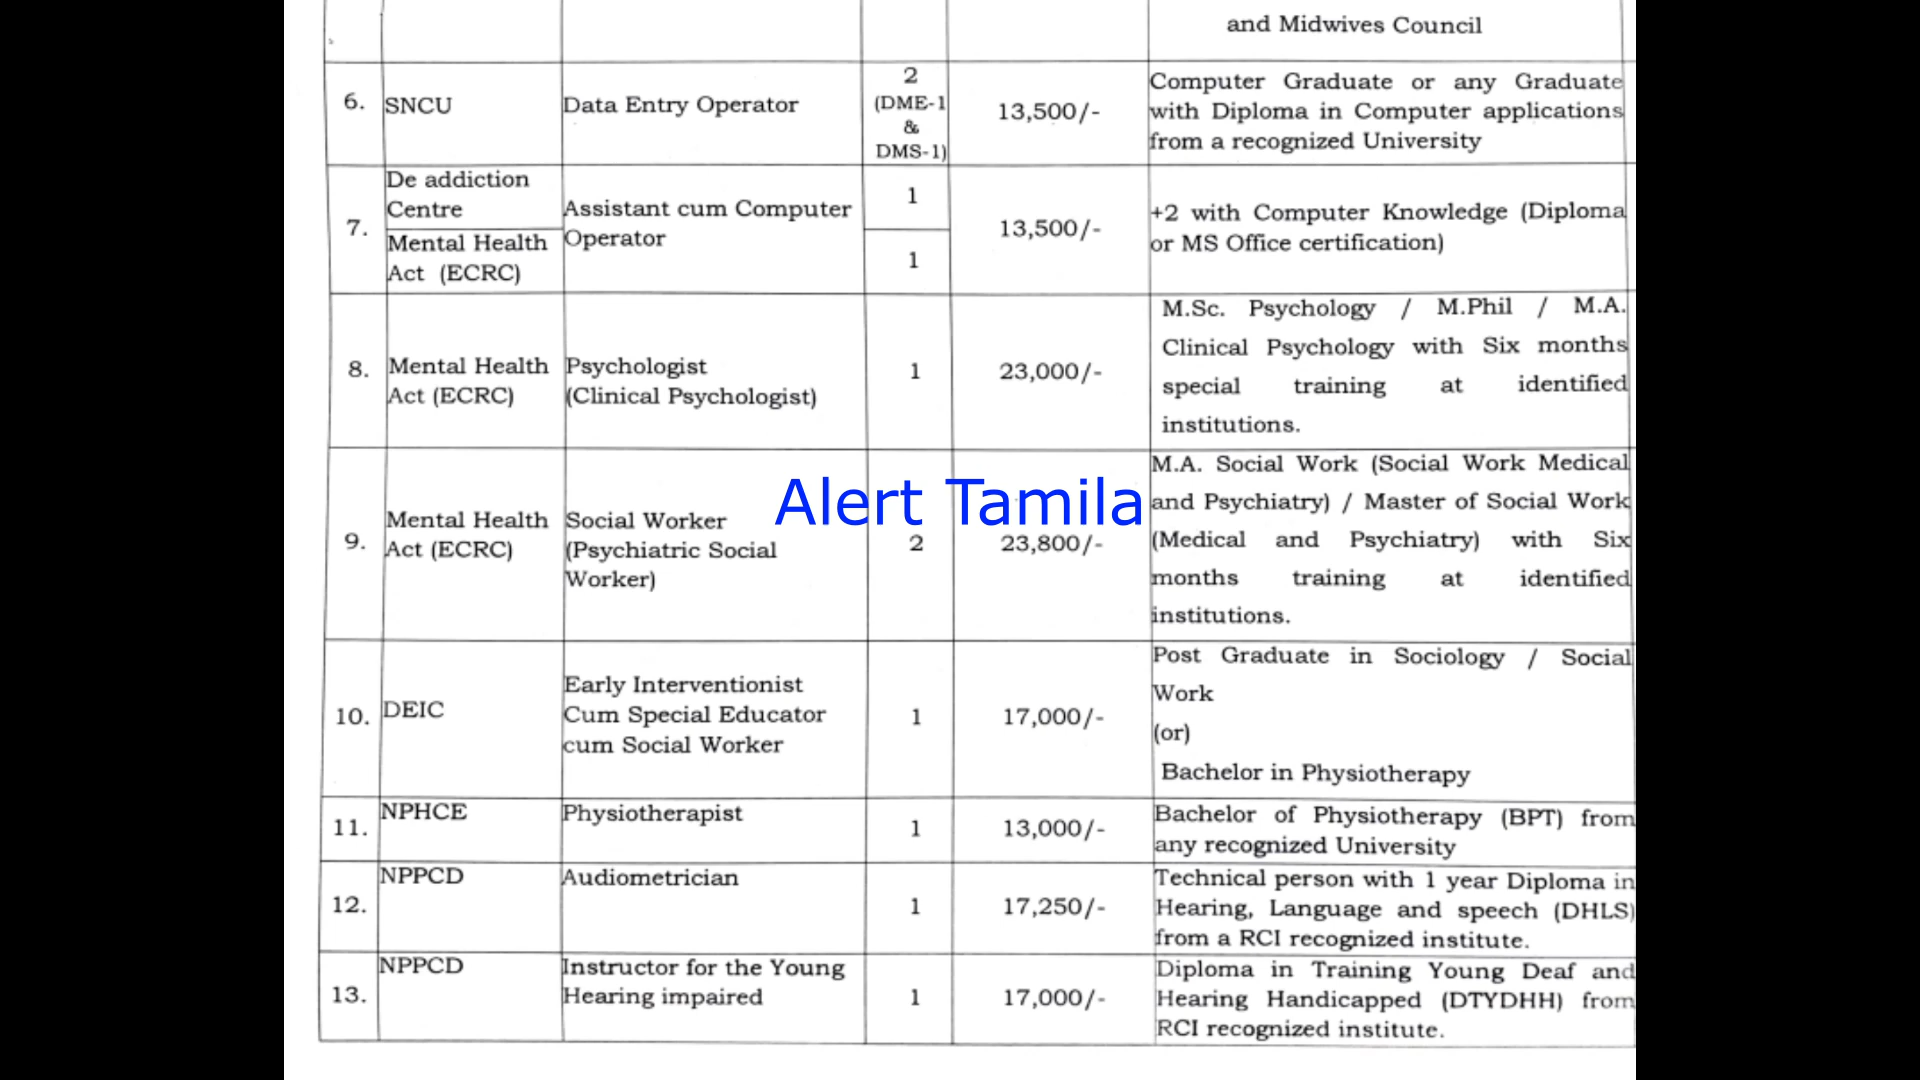 and Midwives Council
6.
SNCU
Data Entry Operator
2
(DME-1
&
DMS-1)
13,500/-
Computer Graduate or any Graduate
with Diploma in Computer applications
from a recognized University
7.
De addiction
Centre
Mental Health
Act (ECRC)
Assistant cum Computer
Operator
1
1
13,500/-
+2 with Computer Knowledge (Diploma
or MS Office certification)
8.
Mental Health
Act (ECRC)
Psychologist
(Clinical Psychologist)
1
23,000/-
M.Sc. Psychology / M.Phil / M.A.
Clinical Psychology with Six months
special training at identified
institutions.
Alert Tamila
9.
Mental Health
Act (ECRC)
Social Worker
(Psychiatric Social
Worker)
2
23,800/-
M.A. Social Work (Social Work Medical
and Psychiatry) / Master of Social Work
(Medical and Psychiatry) with Six
months training at identified
institutions.
10.
DEIC
Early Interventionist
Cum Special Educator
cum Social Worker
1
17,000/-
Post Graduate in Sociology / Social
Work
(or)
Bachelor in Physiotherapy
11.
NPHCE
Physiotherapist
1
13,000/-
Bachelor of Physiotherapy (BPT) from
any recognized University
12.
NPPCD
Audiometrician
1
17,250/-
Technical person with 1 year Diploma in
Hearing, Language and speech (DHLS)
from a RCI recognized institute.
13.
NPPCD
Instructor for the Young
Hearing impaired
1
17,000/-
Diploma in Training Young Deaf and
Hearing Handicapped (DTYDHH) from
RCI recognized institute.